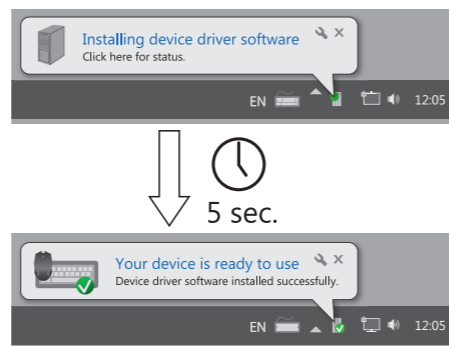 Installing device driver software
Click here for status.
EN 12:05
5 sec.
Your device is ready to use
Device driver software installed successfully.
EN 12:05